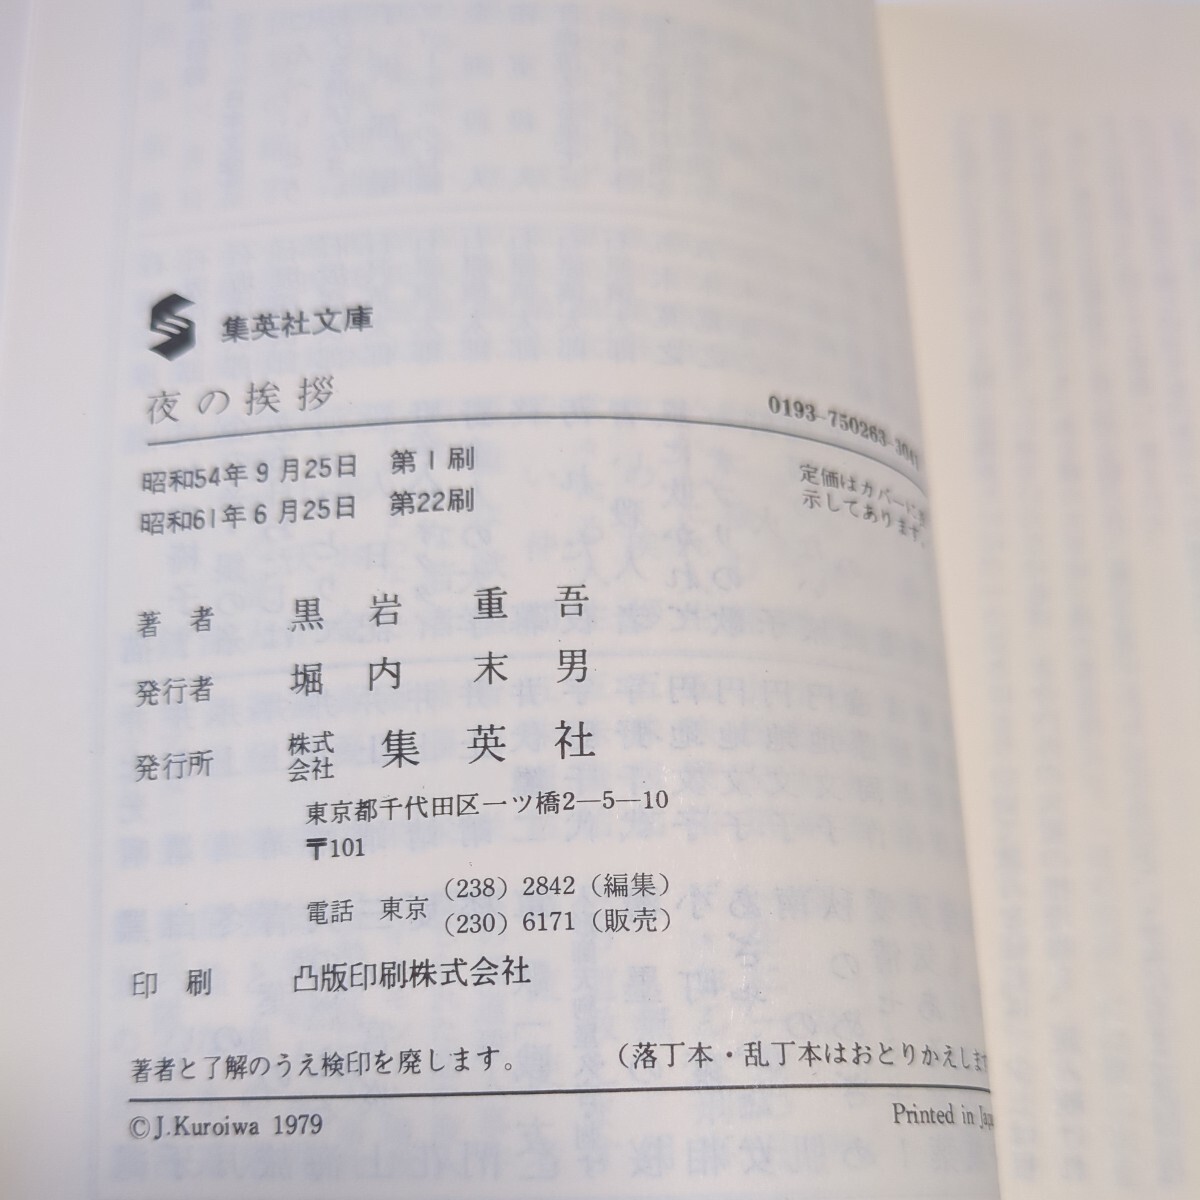 集英社文庫
夜の挨拶
0193-750263-3041
昭和54年9月25日 第1刷
昭和61年6月25日 第22刷
定価はカバーに
示してあります。
著者 黒岩重吾
発行者 堀内末男
発行所 株式会社 集英社
東京都千代田区一ツ橋2―5―10
〒101
電話 東京 (238) 2842 (編集)
(230) 6171 (販売)
印刷 凸版印刷株式会社
著者と了解のうえ検印を廃します。 (落丁本・乱丁本はおとりかえします
©J.Kuroiwa 1979
Printed in Japa